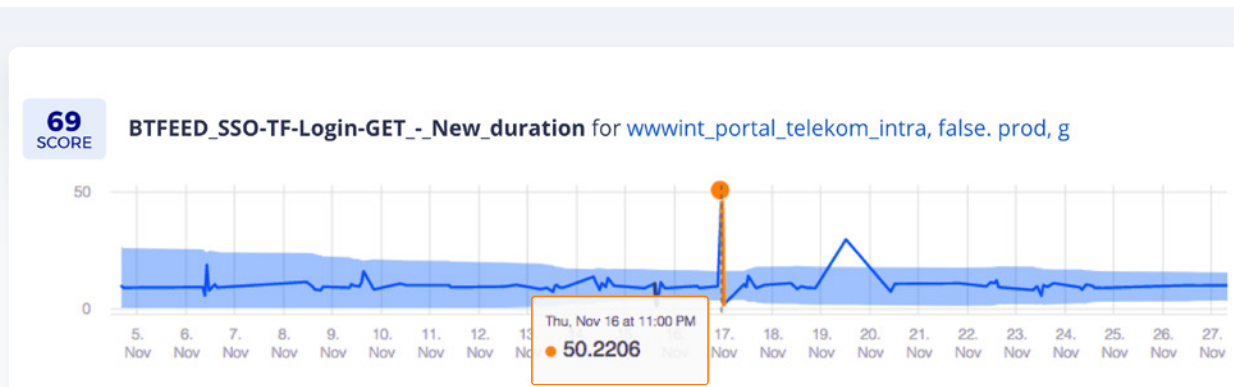 69
SCORE
BTFEED_SSO-TF-Login-GET_-_New_duration for wwwint_portal_telekom_intra, false. prod, g
50
0
Thu, Nov 16 at 11:00 PM
50.2206
5. 6. 7. 8. 9. 10. 11. 12. 13 17. 18. 19. 20. 21. 22. 23. 24. 25. 26. 27.
Nov Nov Nov Nov Nov Nov Nov Nov Nov Nov Nov Nov Nov Nov Nov Nov Nov Nov Nov